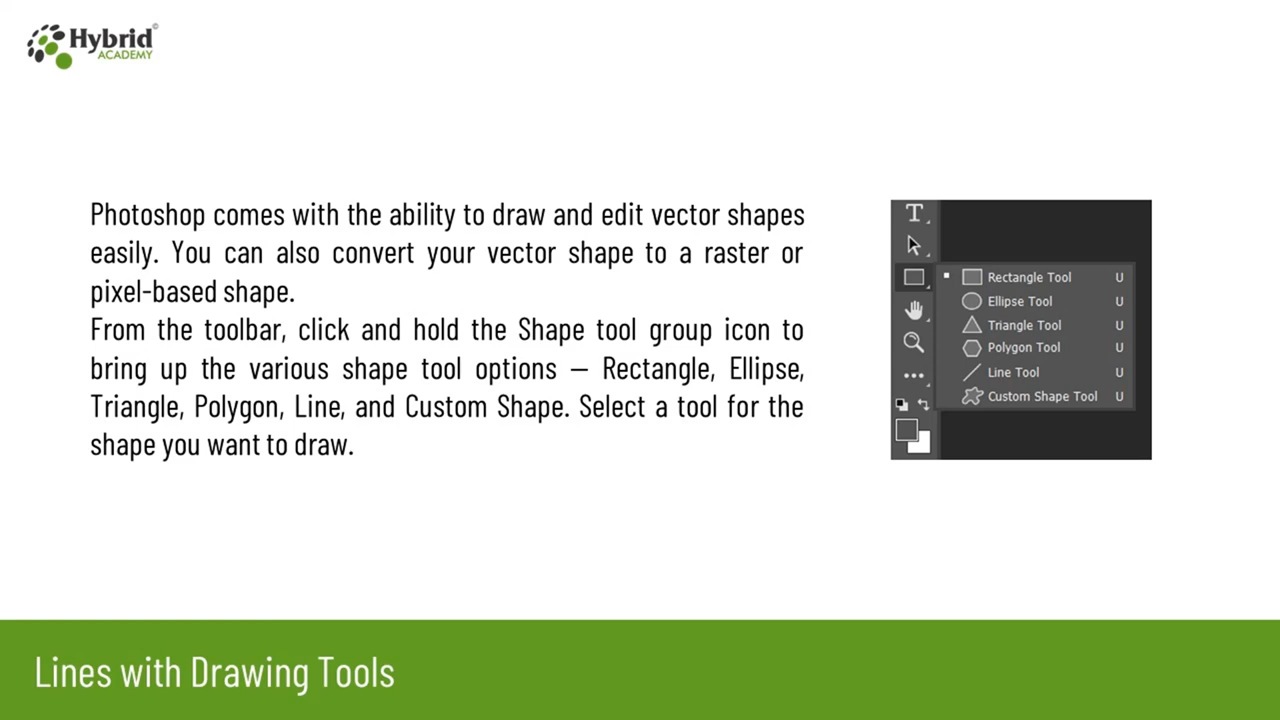 Hybrid©
ACADEMY
Photoshop comes with the ability to draw and edit vector shapes
easily. You can also convert your vector shape to a raster or
pixel-based shape.
From the toolbar, click and hold the Shape tool group icon to
bring up the various shape tool options – Rectangle, Ellipse,
Triangle, Polygon, Line, and Custom Shape. Select a tool for the
shape you want to draw.
T
Rectangle Tool U
Ellipse Tool U
Triangle Tool U
Polygon Tool U
Line Tool U
Custom Shape Tool U
Lines with Drawing Tools